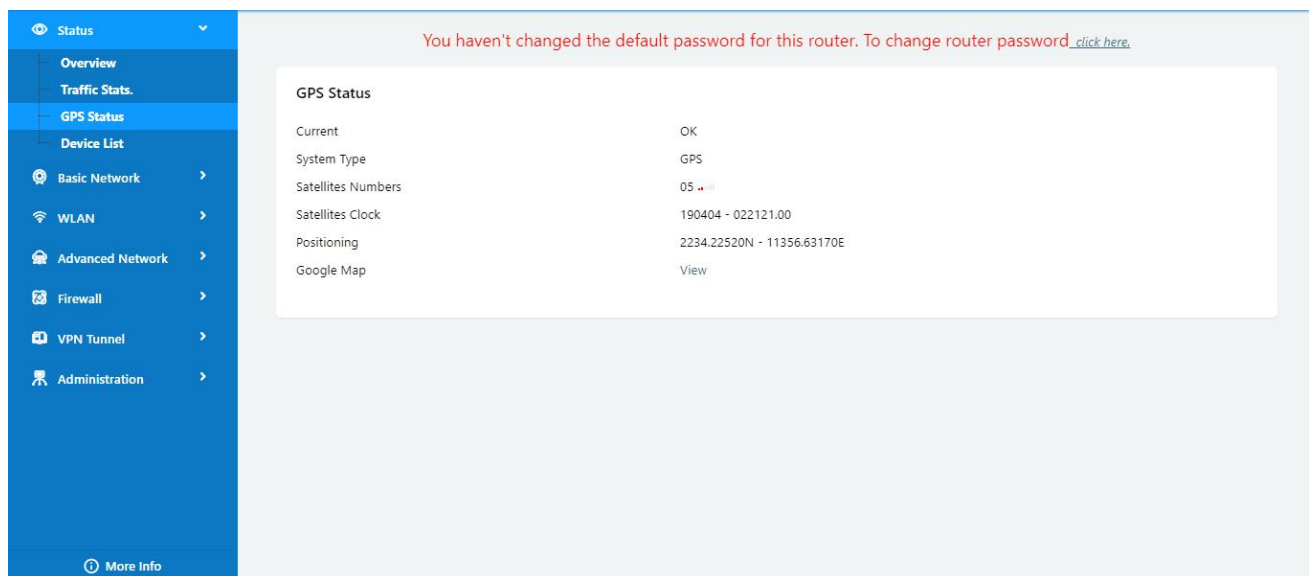 Status
Overview
Traffic Stats.
GPS Status
Device List
Basic Network
WLAN
Advanced Network
Firewall
VPN Tunnel
Administration
More Info
You haven't changed the default password for this router. To change router password click here.
GPS Status
Current OK
System Type GPS
Satellites Numbers 05
Satellites Clock 190404 - 022121.00
Positioning 2234.22520N - 11356.63170E
Google Map View